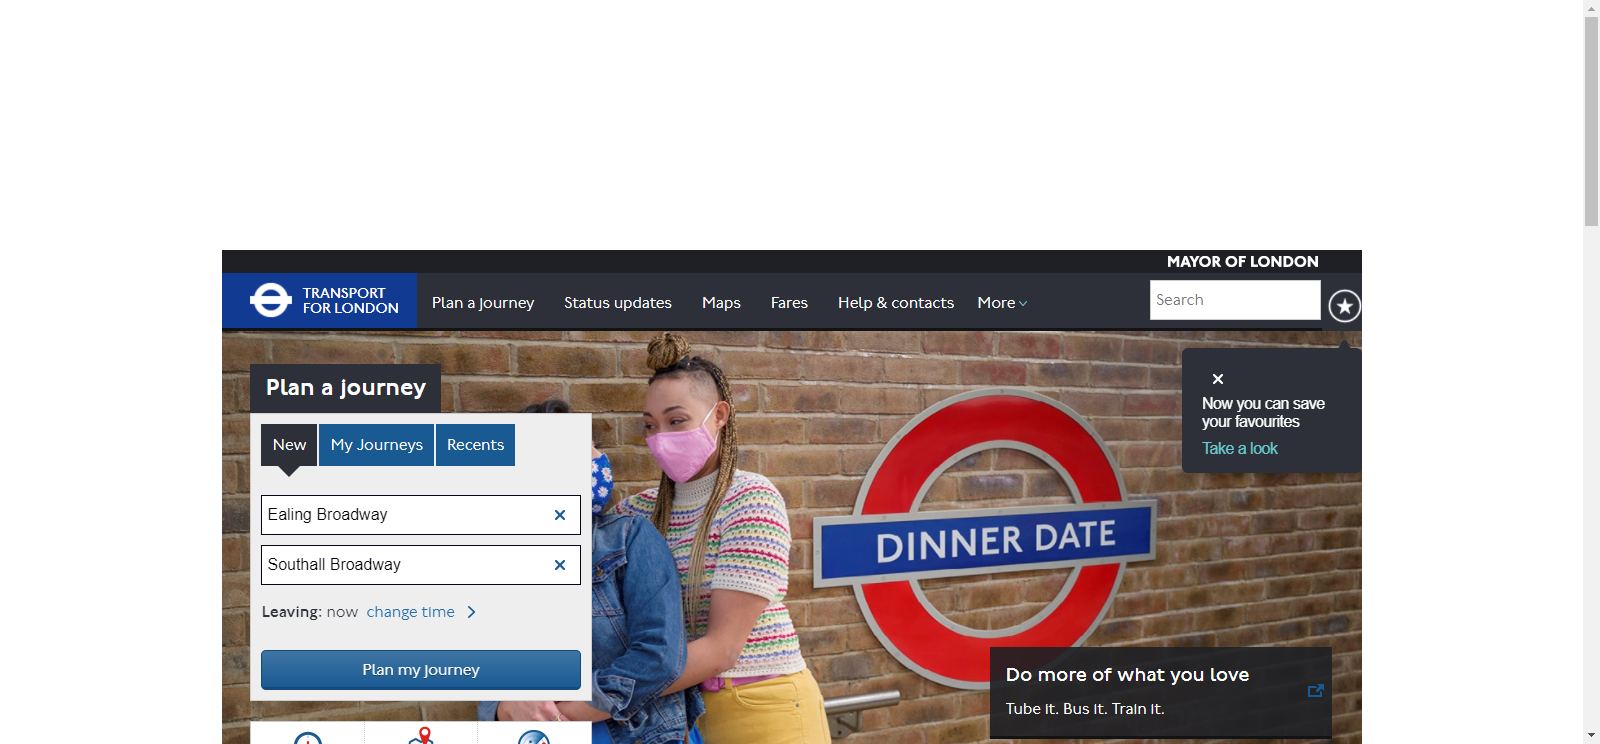 MAYOR OF LONDON
TRANSPORT
FOR LONDON
Plan a journey
Status updates
Maps
Fares
Help & contacts
More
Search
Plan a journey
New
My Journeys
Recents
Ealing Broadway
Southall Broadway
Leaving: now change time
Plan my journey
Now you can save
your favourites
Take a look
DINNER DATE
Do more of what you love
Tube it. Bus it. Train it.